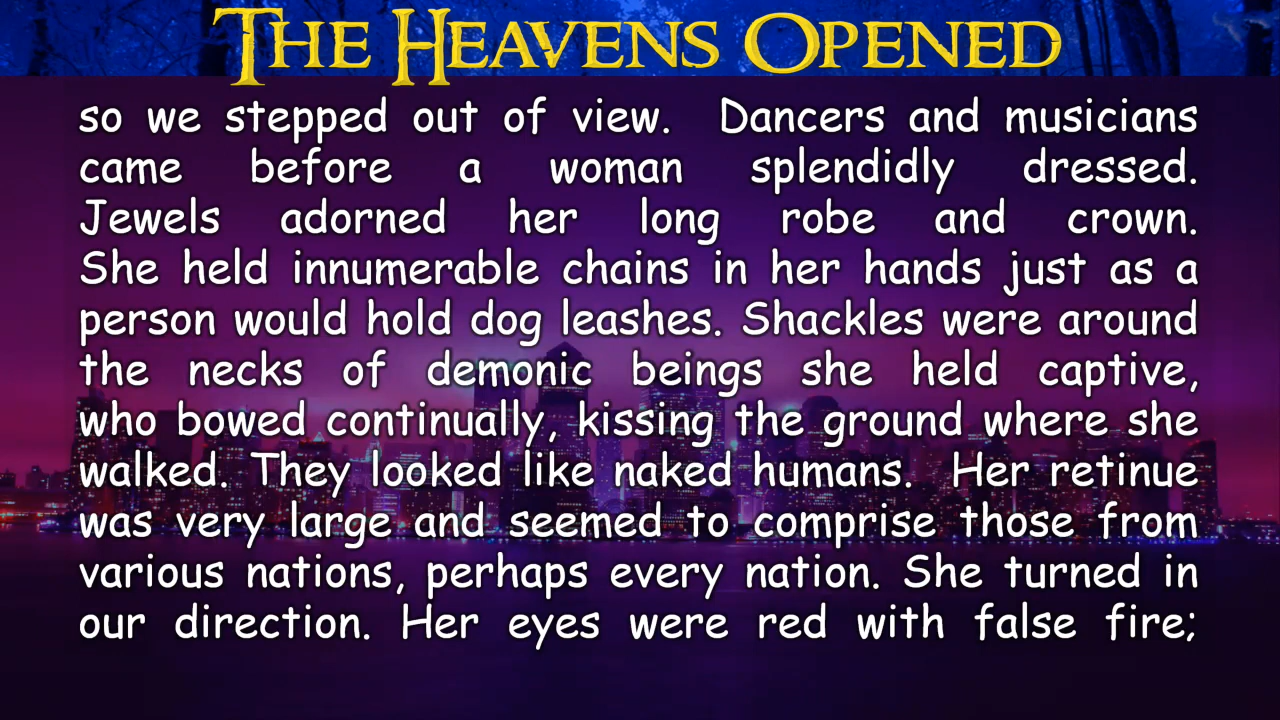 The Heavens Opened
so we stepped out of view. Dancers and musicians
came before a woman splendidly dressed.
Jewels adorned her long robe and crown.
She held innumerable chains in her hands just as a
person would hold dog leashes. Shackles were around
the necks of demonic beings she held captive,
who bowed continually, kissing the ground where she
walked. They looked like naked humans. Her retinue
was very large and seemed to comprise those from
various nations, perhaps every nation. She turned in
our direction. Her eyes were red with false fire;